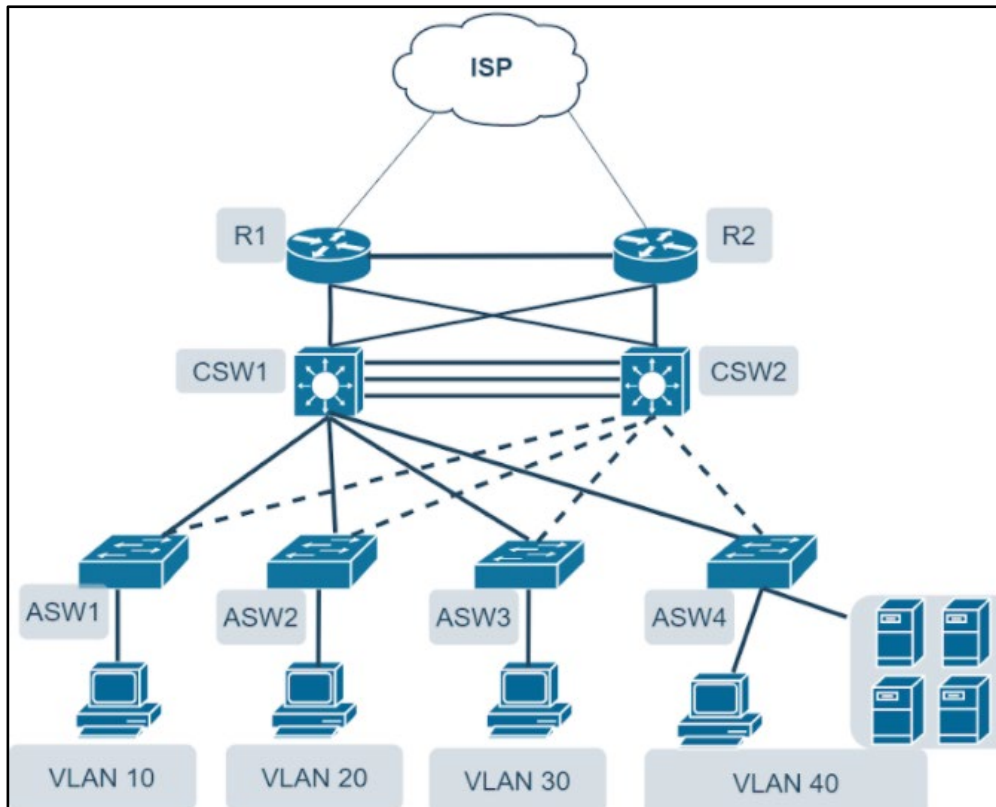 ISP
R1
R2
CSW1
CSW2
ASW1
ASW2
ASW3
ASW4
VLAN 10
VLAN 20
VLAN 30
VLAN 40